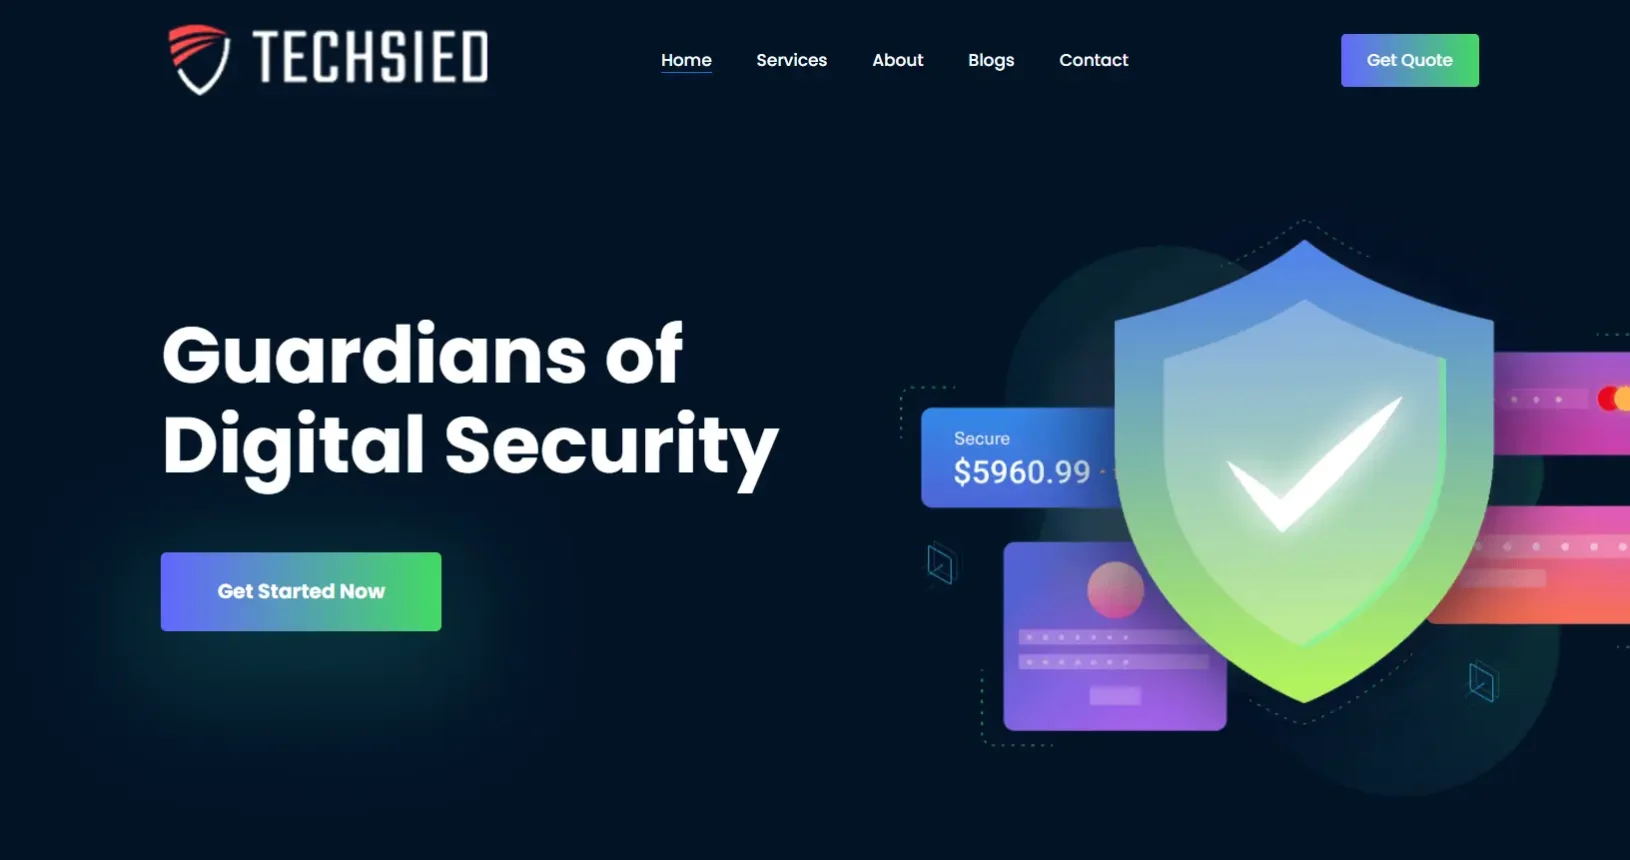 TECHSIED
Home
Services
About
Blogs
Contact
Get Quote
Guardians of
Digital Security
Get Started Now
Secure
$5960.99